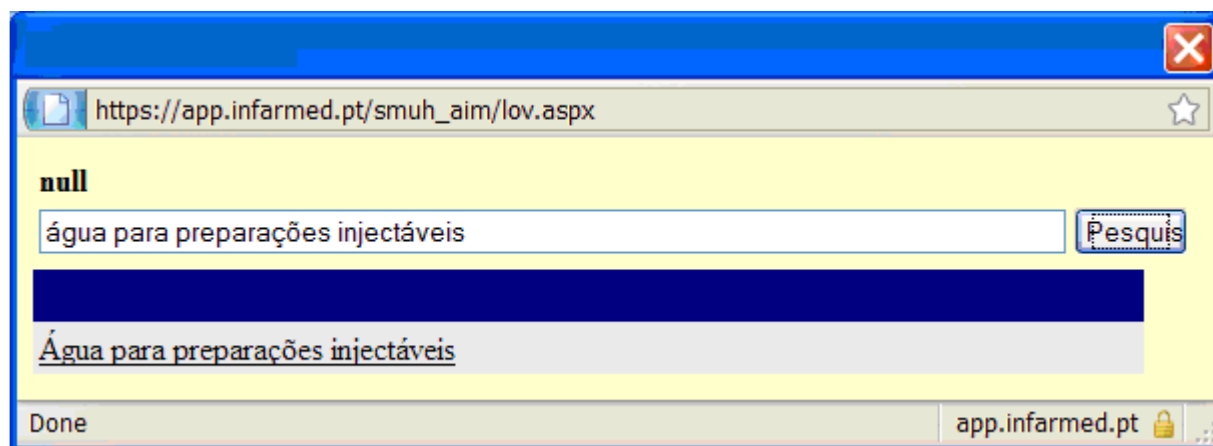 https://app.infarmed.pt/smuh_aim/lov.aspx
null
água para preparações injectáveis Pesquis
Água para preparações injectáveis
Done app.infarmed.pt